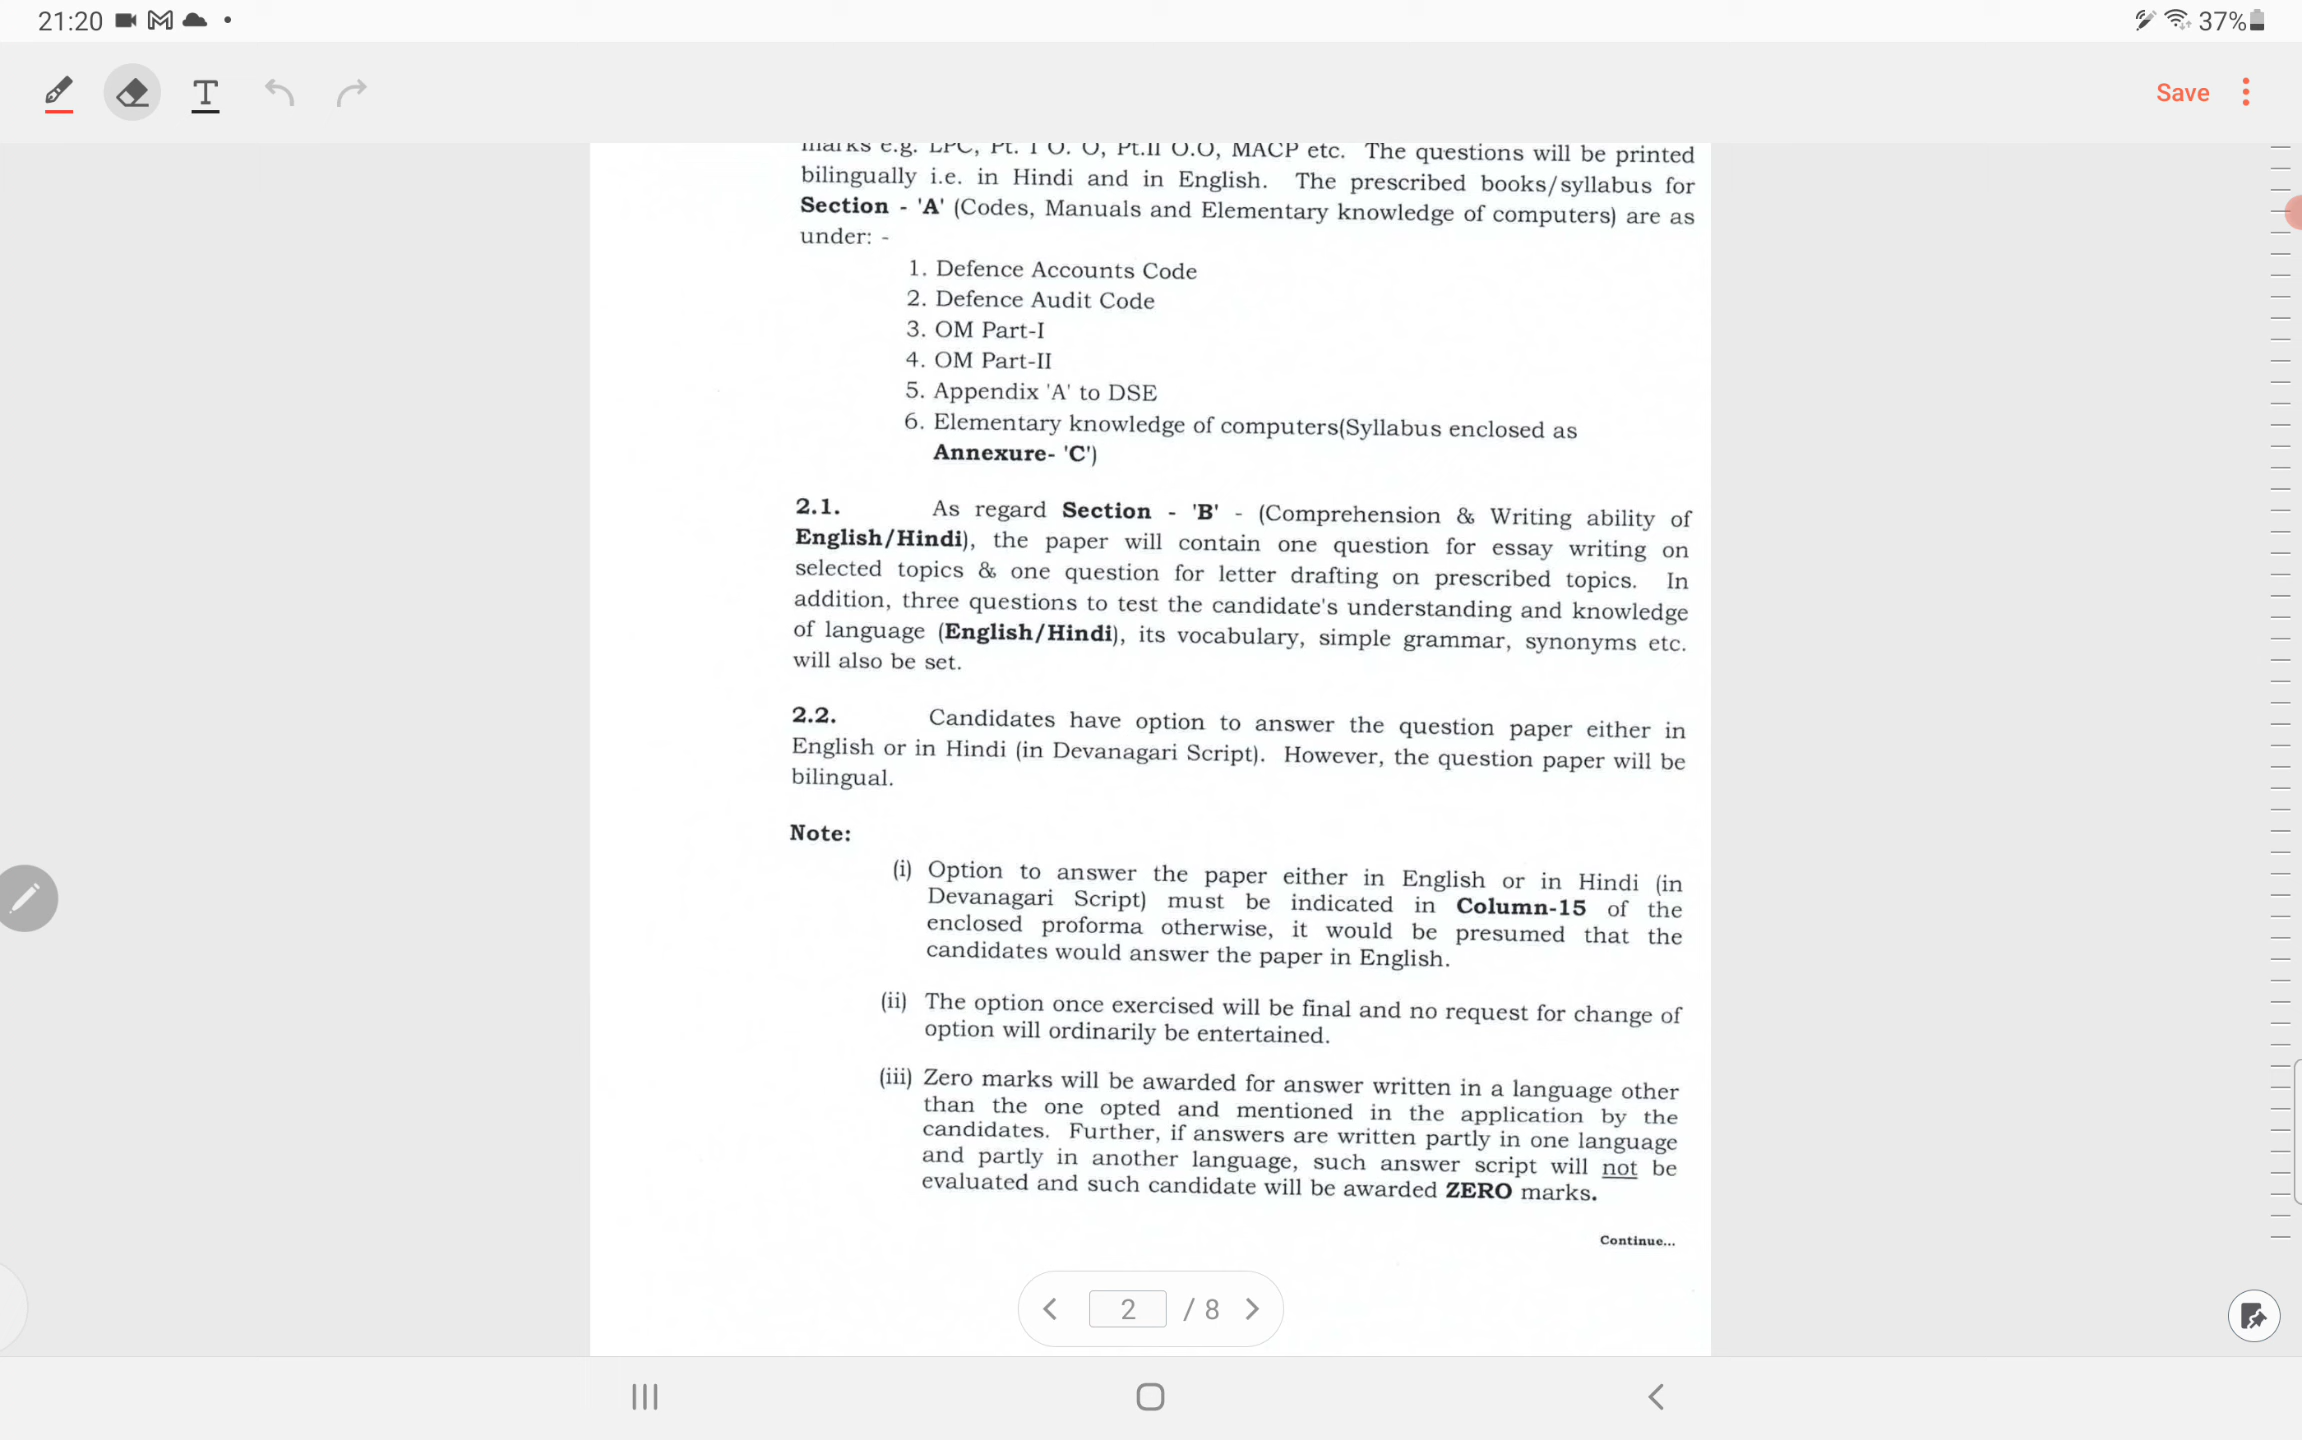 21:20
37%
T
Save
marks e.g. LPC, Pt. I O. O, Pt.II O.O, MACP etc. The questions will be printed
bilingually i.e. in Hindi and in English. The prescribed books/syllabus for
Section - 'A' (Codes, Manuals and Elementary knowledge of computers) are as
under: -
1. Defence Accounts Code
2. Defence Audit Code
3. OM Part-I
4. OM Part-II
5. Appendix 'A' to DSE
6. Elementary knowledge of computers(Syllabus enclosed as
Annexure- 'C')
2.1. As regard Section - 'B' - (Comprehension & Writing ability of
English/Hindi), the paper will contain one question for essay writing on
selected topics & one question for letter drafting on prescribed topics. In
addition, three questions to test the candidate's understanding and knowledge
of language (English/Hindi), its vocabulary, simple grammar, synonyms etc.
will also be set.
2.2. Candidates have option to answer the question paper either in
English or in Hindi (in Devanagari Script). However, the question paper will be
bilingual.
Note:
(i) Option to answer the paper either in English or in Hindi (in
Devanagari Script) must be indicated in Column-15 of the
enclosed proforma otherwise, it would be presumed that the
candidates would answer the paper in English.
(ii) The option once exercised will be final and no request for change of
option will ordinarily be entertained.
(iii) Zero marks will be awarded for answer written in a language other
than the one opted and mentioned in the application by the
candidates. Further, if answers are written partly in one language
and partly in another language, such answer script will not be
evaluated and such candidate will be awarded ZERO marks.
Continue...
2 / 8